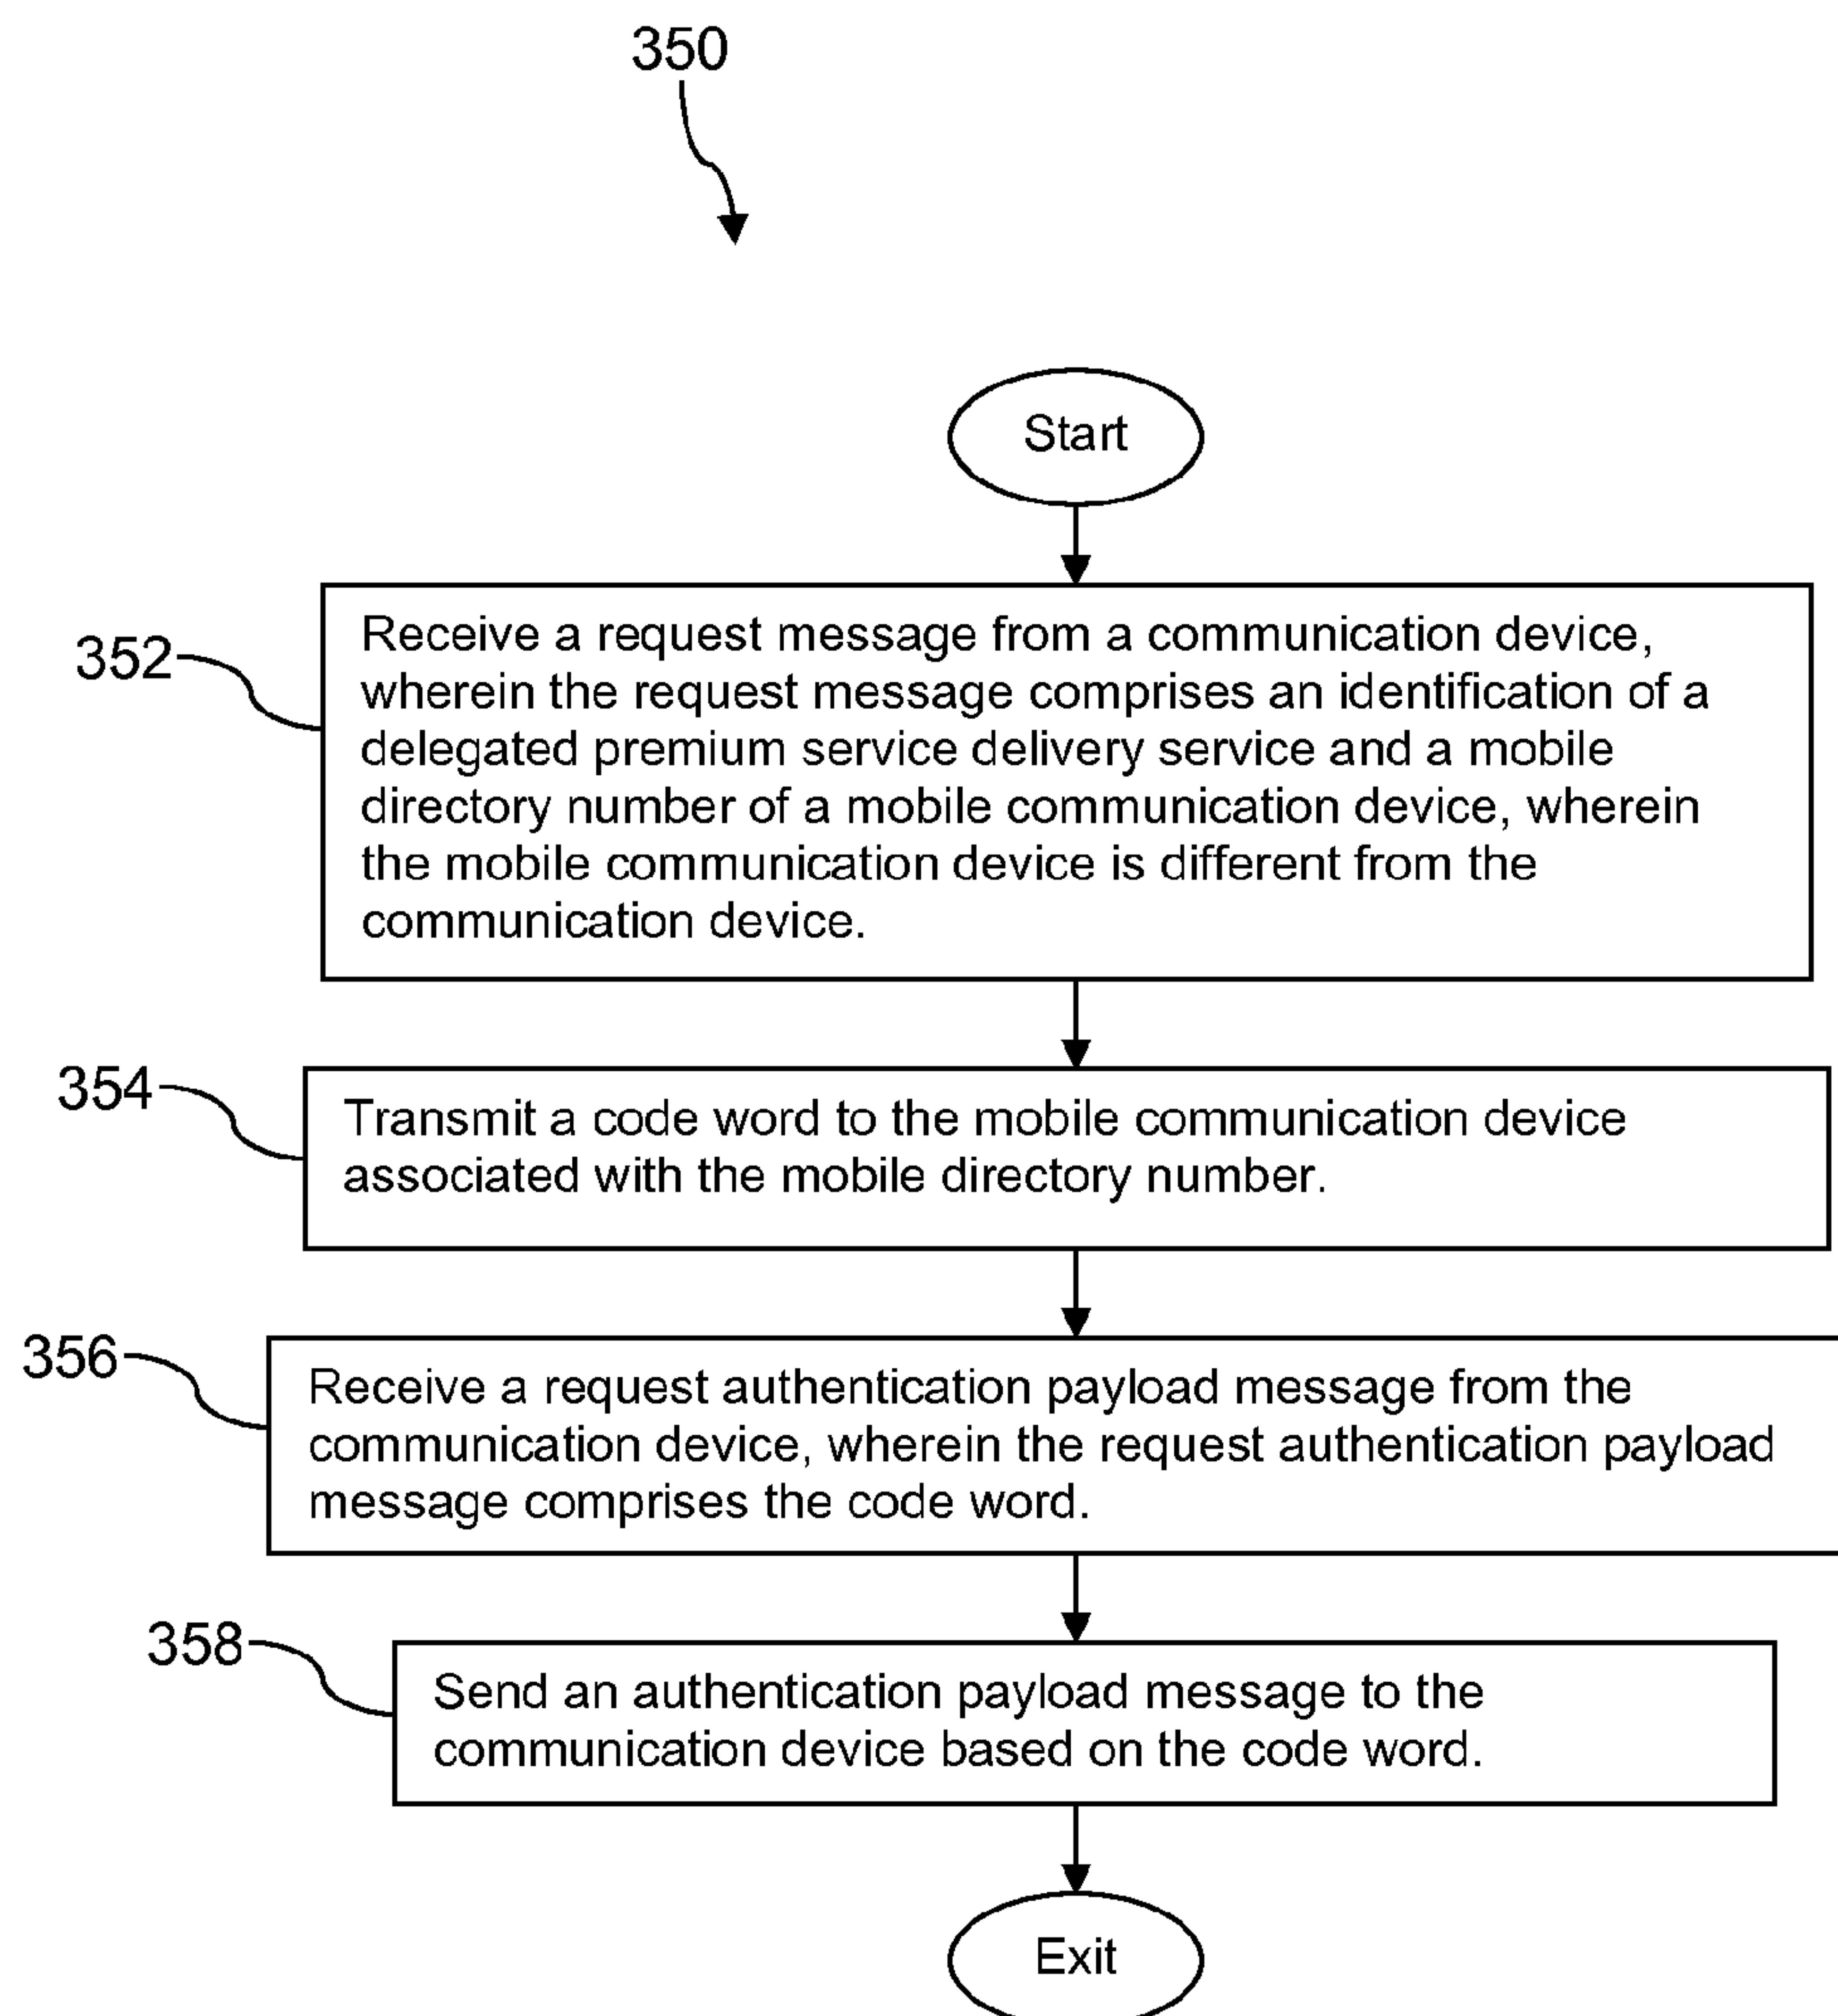 350
Start
352
Receive a request message from a communication device,
wherein the request message comprises an identification of a
delegated premium service delivery service and a mobile
directory number of a mobile communication device, wherein
the mobile communication device is different from the
communication device.
354
Transmit a code word to the mobile communication device
associated with the mobile directory number.
356
Receive a request authentication payload message from the
communication device, wherein the request authentication payload
message comprises the code word.
358
Send an authentication payload message to the
communication device based on the code word.
Exit